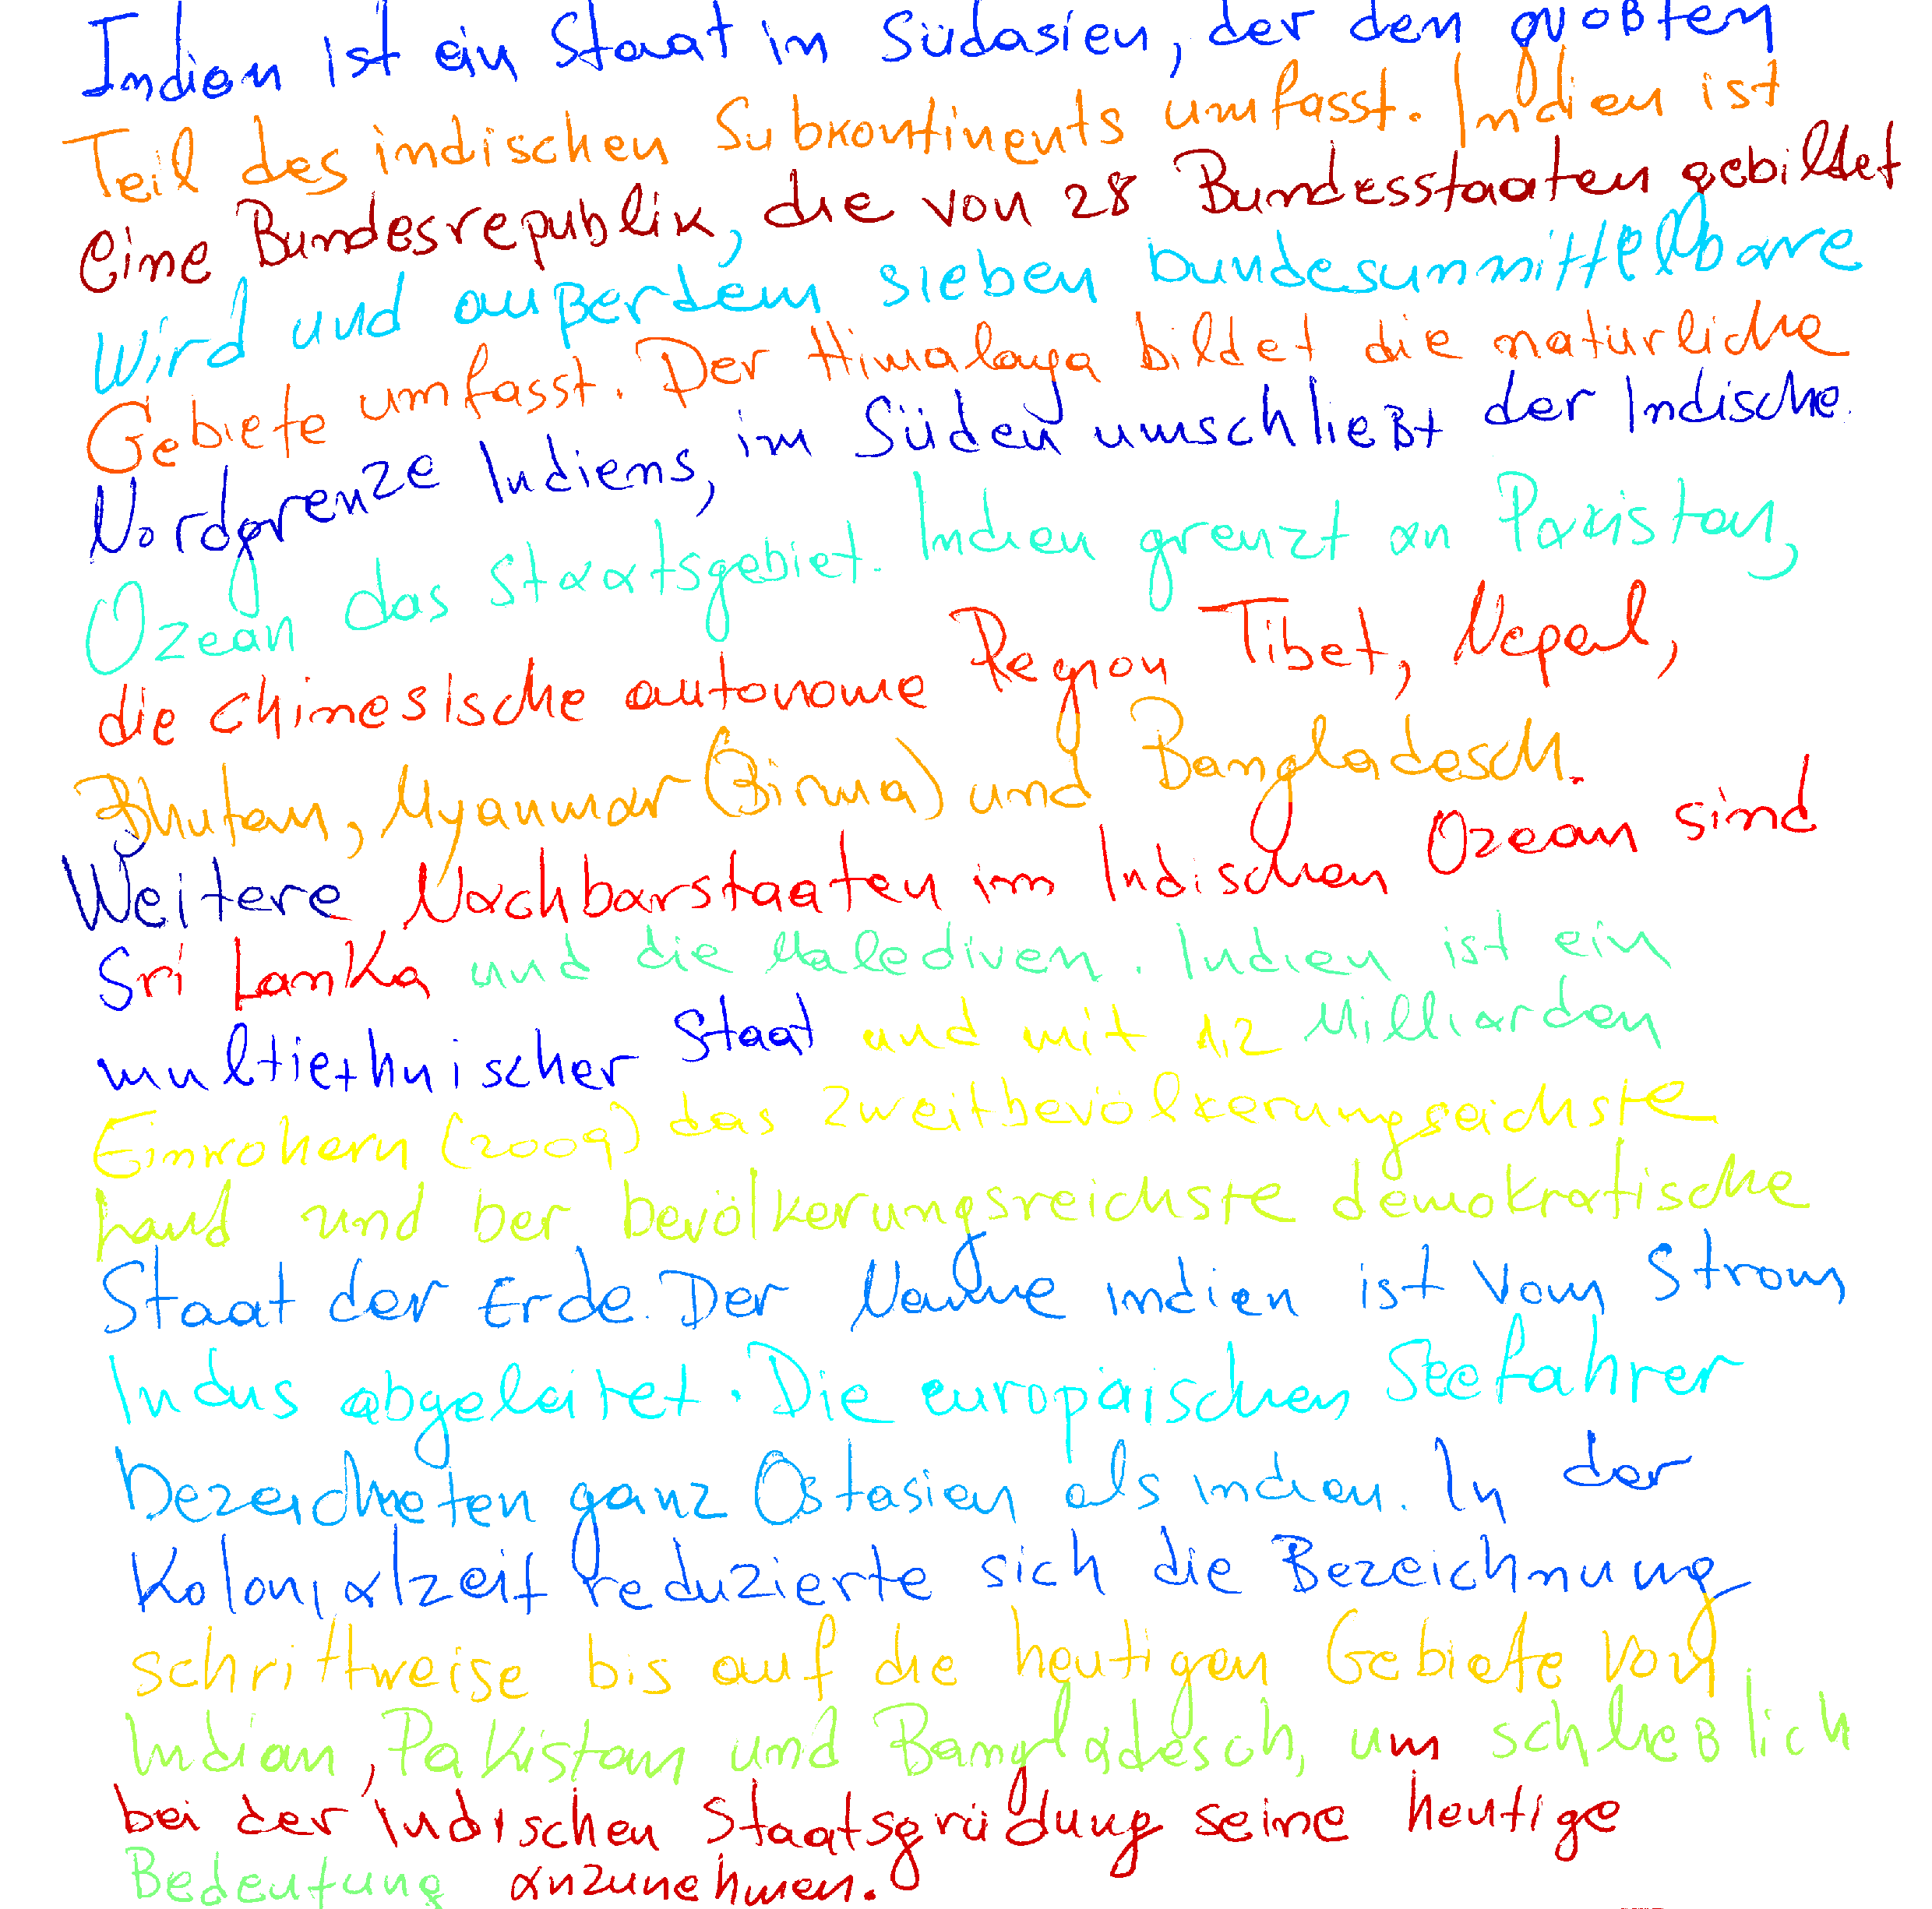 Indien ist ein Staat in Südasien, der den größten
Teil des indischen Subkontinents umfasst. Indien ist
eine Bundesrepublik, die von 28 Bundesstaaten gebildet
wird und außerdem sieben bundesunmittelbare
Gebiete umfasst. Der Himalaya bildet die natürliche
Nordgrenze Indiens, im Süden umschließt der Indische
Ozean das Staatsgebiet. Indien grenzt an Pakistan,
die chinesische autonome Region Tibet, Nepal,
Bhutan, Myanmar (Birma) und Bangladesch.
Weitere Nachbarstaaten im Indischen Ozean sind
Sri Lanka und die Malediven. Indien ist ein
multiethnischer Staat und mit 1,2 Milliarden
Einwohern (2009) das zweitbevölkerungseichste
Land und ber bevölkerungsreichste demokratische
Staat der Erde. Der Name Indien ist vom Strom
Indus abgeleitet. Die europäischen Seefahrer
bezeichneten ganz Ostasien als Indien. In der
Kolonialzeit reduzierte sich die Bezeichnung
schrittweise bis auf die heutigen Gebiete von
Indian, Pakistan und Bangladesch, um schließlich
bei der indischen Staatsgrüdung seine heutige
Bedeutung anzunehmen.